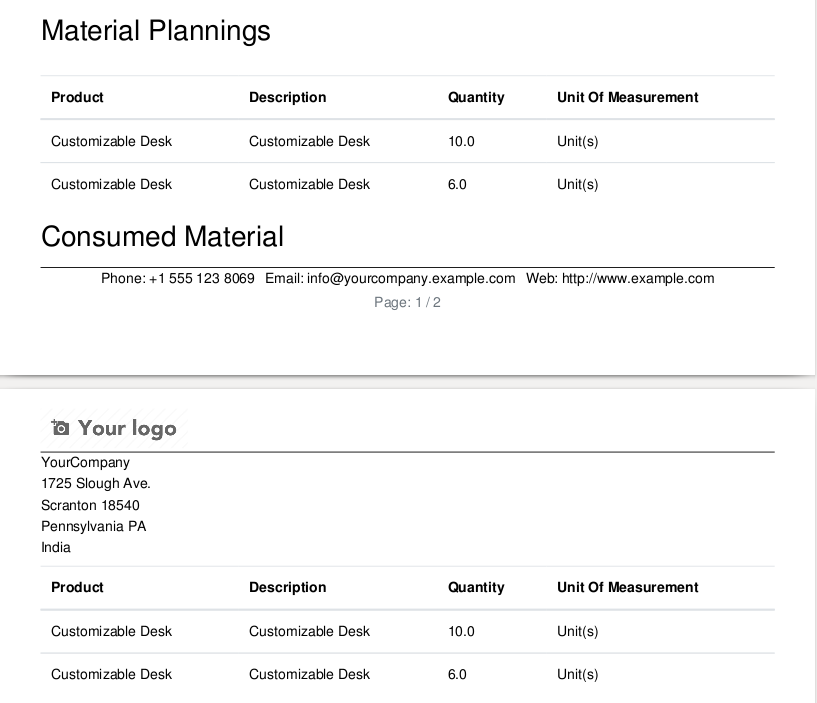 Material Plannings
Product Description Quantity Unit Of Measurement
Customizable Desk Customizable Desk 10.0 Unit(s)
Customizable Desk Customizable Desk 6.0 Unit(s)
Consumed Material
Phone: +1 555 123 8069 Email: info@yourcompany.example.com Web: http://www.example.com
Page: 1 / 2
Your logo
YourCompany
1725 Slough Ave.
Scranton 18540
Pennsylvania PA
India
Product Description Quantity Unit Of Measurement
Customizable Desk Customizable Desk 10.0 Unit(s)
Customizable Desk Customizable Desk 6.0 Unit(s)